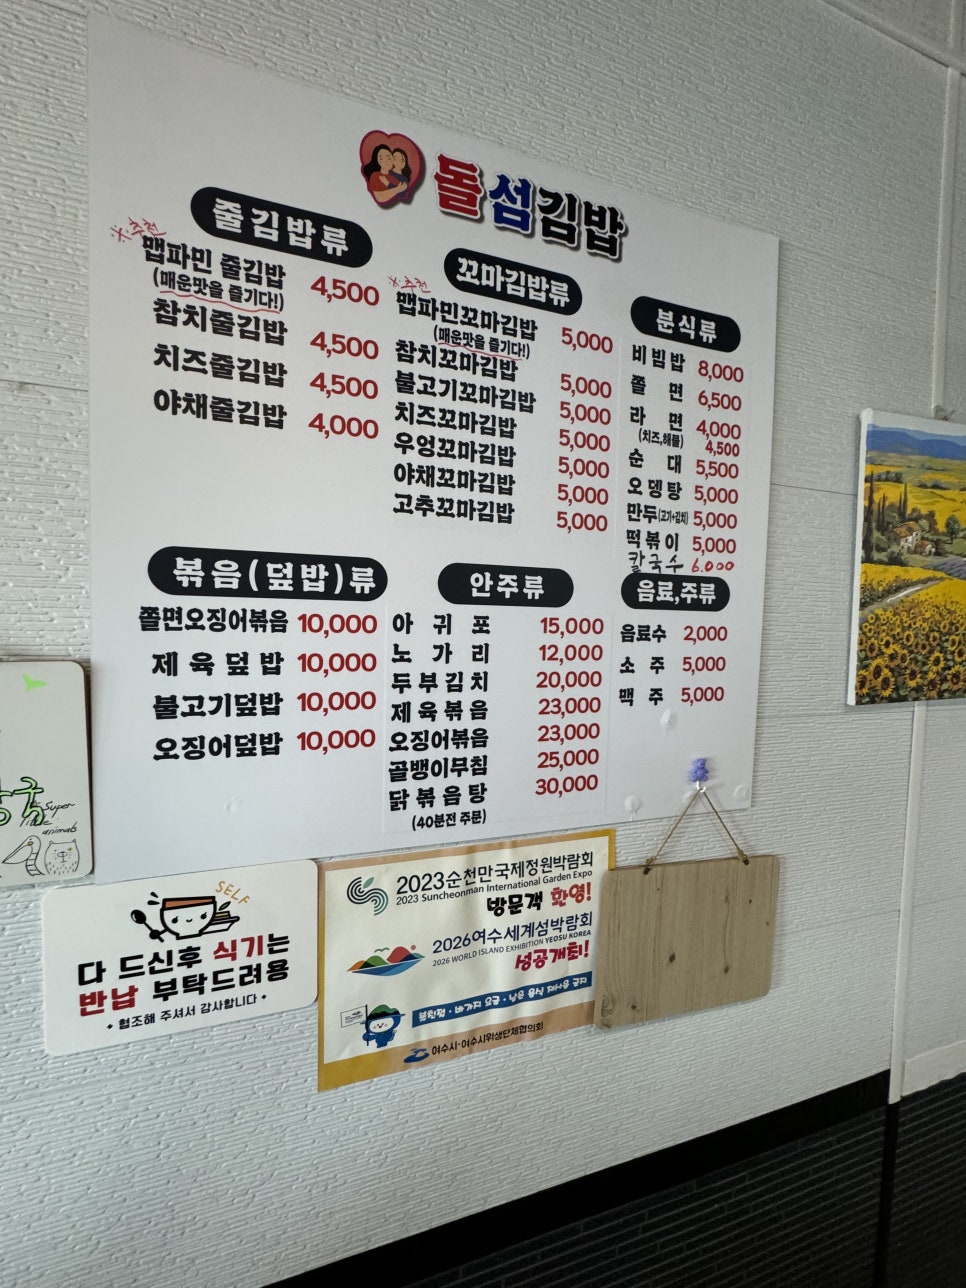 돌섬김밥
줄김밥류
※추천
맵파민 줄김밥 4,500
(매운맛을 즐기다!)
참치줄김밥 4,500
치즈줄김밥 4,500
야채줄김밥 4,000
꼬마김밥류
※추천
맵파민꼬마김밥 5,000
(매운맛을 즐기다!)
참치꼬마김밥 5,000
불고기꼬마김밥 5,000
치즈꼬마김밥 5,000
우엉꼬마김밥 5,000
야채꼬마김밥 5,000
고추꼬마김밥 5,000
분식류
비빔밥 8,000
쫄면 6,500
라면 4,000
(치즈,해물) 4,500
순대 5,500
오뎅탕 5,000
만두(고기+김치) 5,000
떡볶이 5,000
칼국수 6.000
볶음(덮밥)류
쫄면오징어볶음 10,000
제육덮밥 10,000
불고기덮밥 10,000
오징어덮밥 10,000
안주류
아귀포 15,000
노가리 12,000
두부김치 20,000
제육볶음 23,000
오징어볶음 23,000
골뱅이무침 25,000
닭볶음탕 30,000
(40분전 주문)
음료,주류
음료수 2,000
소주 5,000
맥주 5,000
Super
animals
SELF
다 드신후 식기는
반납 부탁드려용
• 협조해 주셔서 감사합니다 •
2023순천만국제정원박람회
2023 Suncheonman International Garden Expo
방문객 환영!
2026여수세계섬박람회
2026 WORLD ISLAND EXHIBITION YEOSU KOREA
성공개최!
여수시·여수시위생단체협의회